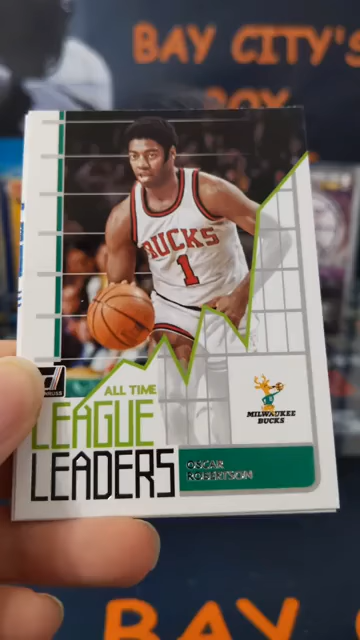 BAY CITY'S
BOX
BUCKS
1
ALL TIME
LEAGUE
LEADERS
MILWAUKEE
BUCKS
OSCAR
ROBERTSON
BAY